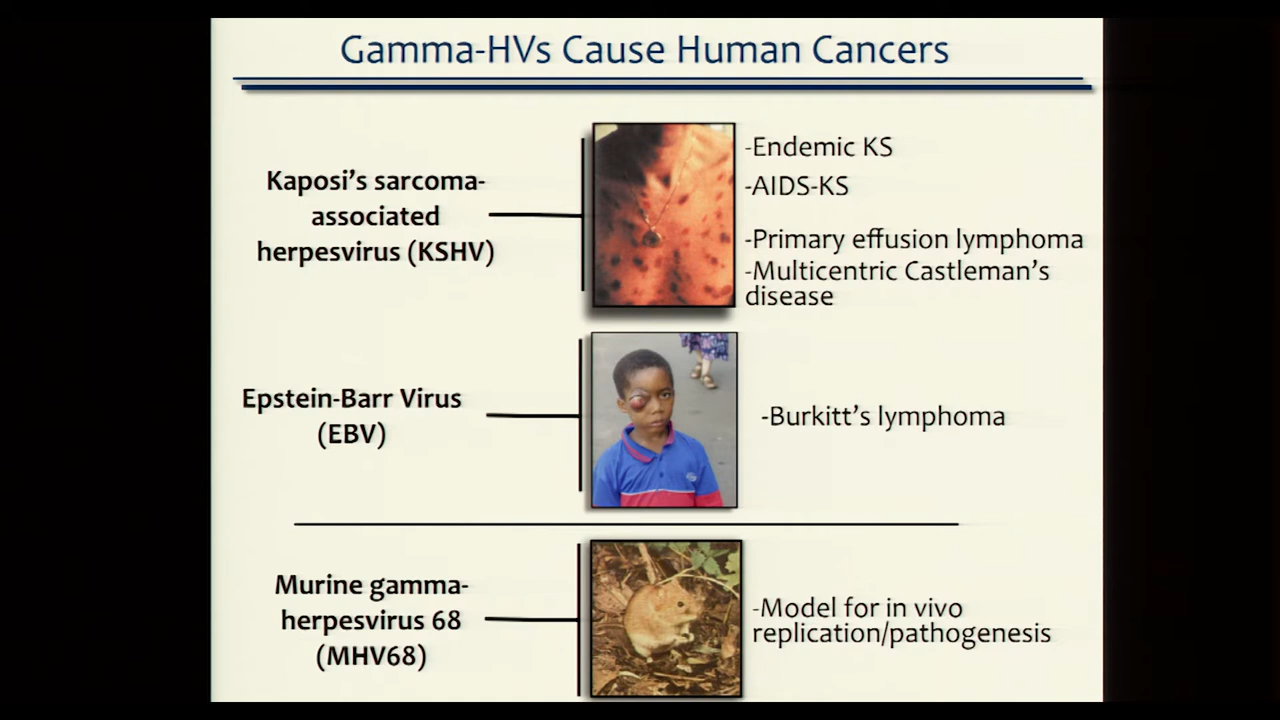 Gamma-HVs Cause Human Cancers
Kaposi's sarcoma-
associated
herpesvirus (KSHV)
-Endemic KS
-AIDS-KS
-Primary effusion lymphoma
-Multicentric Castleman's
disease
Epstein-Barr Virus
(EBV)
-Burkitt's lymphoma
Murine gamma-
herpesvirus 68
(MHV68)
-Model for in vivo
replication/pathogenesis